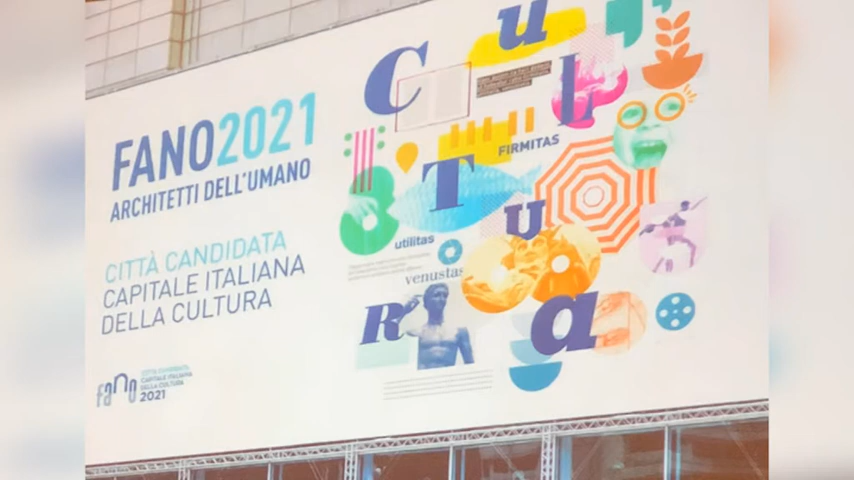 FANO2021
ARCHITETTI DELL'UMANO
CITTÀ CANDIDATA
CAPITALE ITALIANA
DELLA CULTURA
fano
CITTÀ CANDIDATA
CAPITALE ITALIANA
DELLA CULTURA
2021
CuLTuRa
FIRMITAS
utilitas
venustas